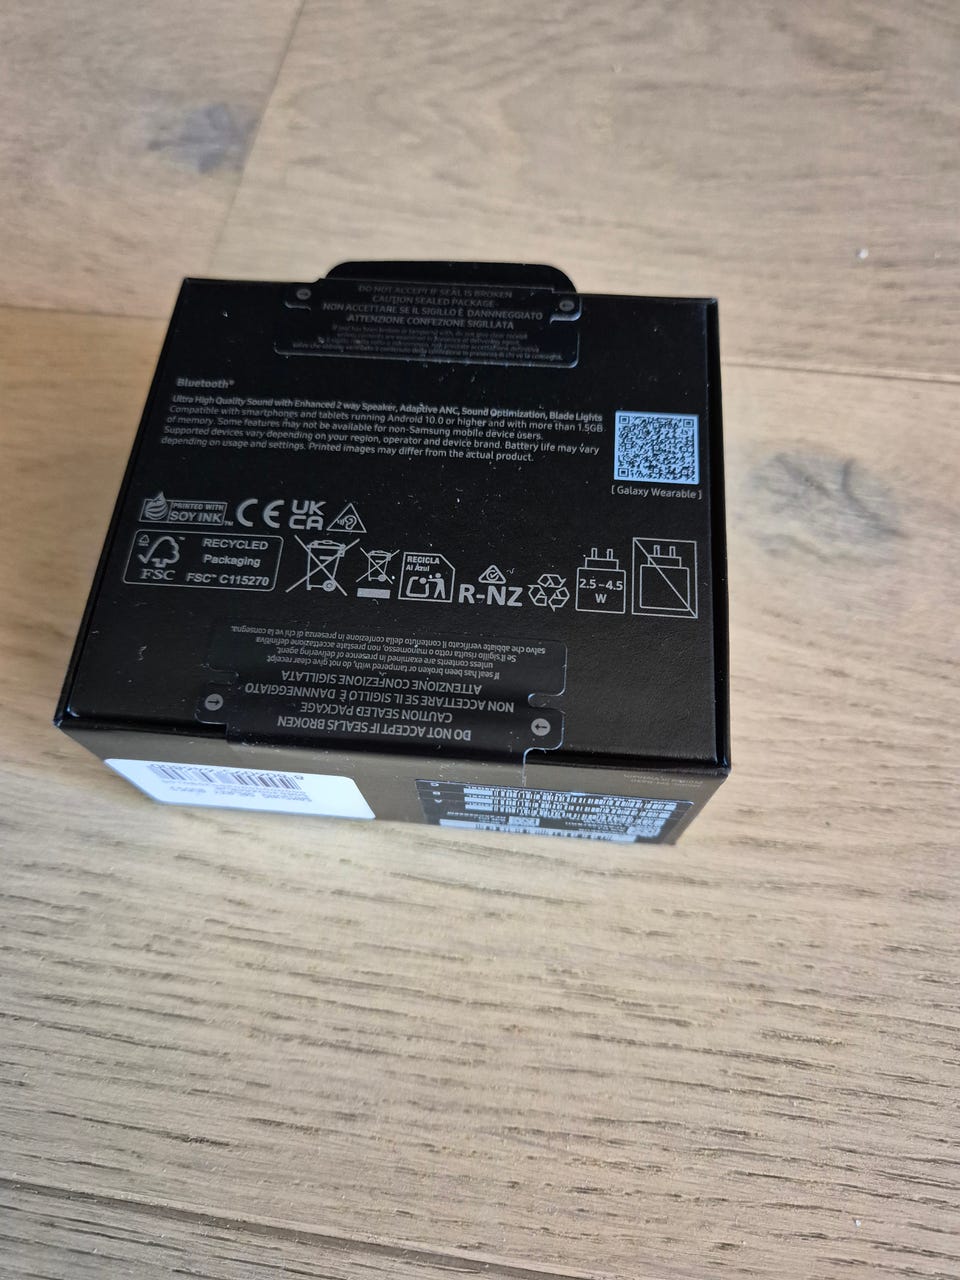 DO NOT ACCEPT IF SEAL IS BROKEN
CAUTION SEALED PACKAGE
NON ACCETTARE SE IL SIGILLO È DANNNEGGIATO
ATTENZIONE CONFEZIONE SIGILLATA
Bluetooth®
Ultra High Quality Sound with Enhanced 2 way Speaker, Adaptive ANC, Sound Optimization, Blade Lights
Compatible with smartphones and tablets running Android 10.0 or higher and with more than 1.5GB
of memory. Some features may not be available for non-Samsung mobile device users.
Supported devices vary depending on your region, operator and device brand. Battery life may vary
depending on usage and settings. Printed images may differ from the actual product.
[ Galaxy Wearable ]
PRINTED WITH
SOY INK™
CE
UK
CA
FSC
RECYCLED
Packaging
FSC™ C115270
RECICLA
Al Azul
R-NZ
2.5 – 4.5
W
DO NOT ACCEPT IF SEAL IS BROKEN
CAUTION SEALED PACKAGE
NON ACCETTARE SE IL SIGILLO È DANNNEGGIATO
ATTENZIONE CONFEZIONE SIGILLATA
If seal has been broken or tampered with, do not give clear receipt
unless contents are examined in presence of delivering agent.
Se il sigillo risulta rotto o manomesso, non prestate accettazione definitiva
salvo che abbiate verificato il contenuto della confezione in presenza di chi ve la consegna.